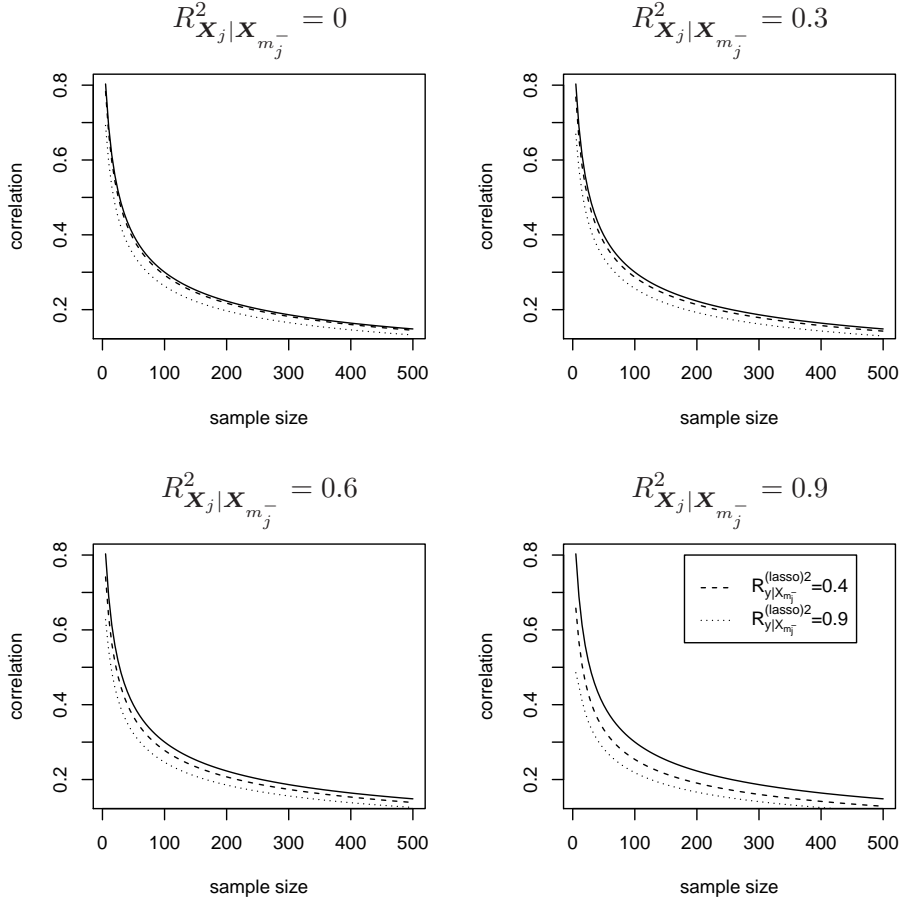 R²_{X_j|X_{m_j^-}} = 0
correlation
0.2 0.4 0.6 0.8
0 100 200 300 400 500
sample size
R²_{X_j|X_{m_j^-}} = 0.3
correlation
0.2 0.4 0.6 0.8
0 100 200 300 400 500
sample size
R²_{X_j|X_{m_j^-}} = 0.6
correlation
0.2 0.4 0.6 0.8
0 100 200 300 400 500
sample size
R²_{X_j|X_{m_j^-}} = 0.9
correlation
0.2 0.4 0.6 0.8
R^{(lasso)2}_{y|X_{m_j^-}}=0.4
R^{(lasso)2}_{y|X_{m_j^-}}=0.9
0 100 200 300 400 500
sample size